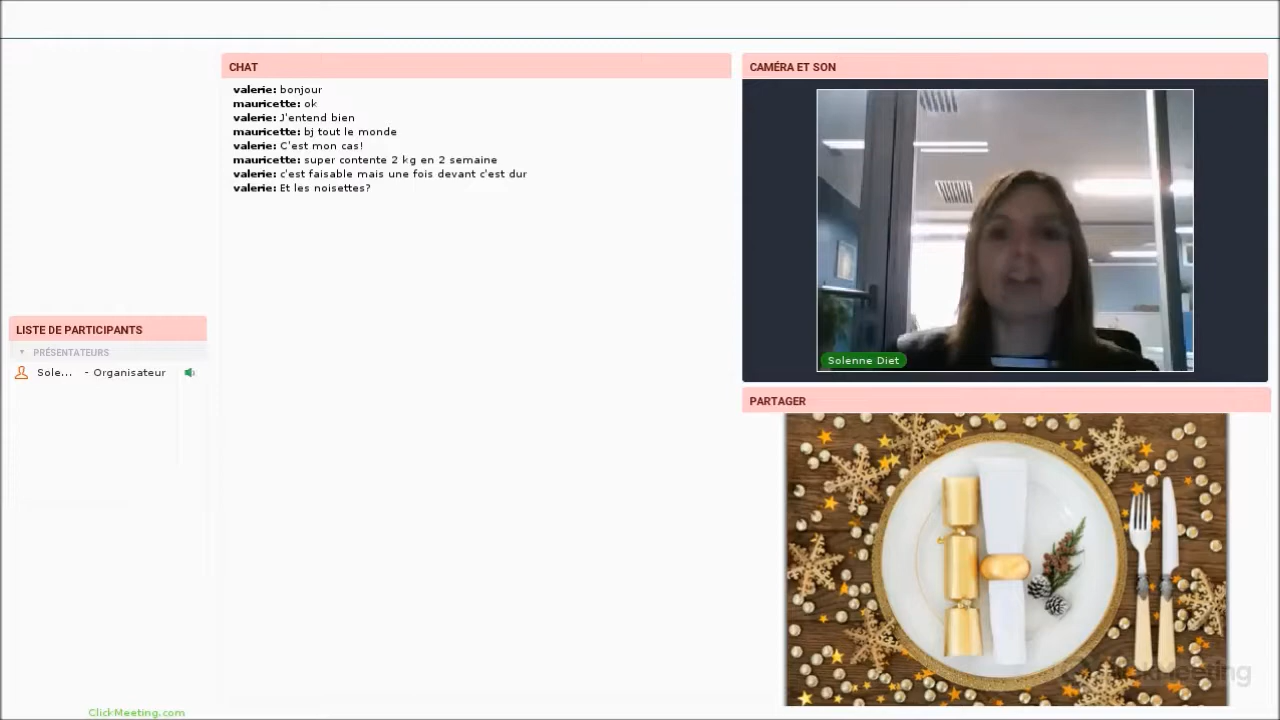 CHAT
valerie: bonjour
mauricette: ok
valerie: J'entend bien
mauricette: bj tout le monde
valerie: C'est mon cas!
mauricette: super contente 2 kg en 2 semaine
valerie: c'est faisable mais une fois devant c'est dur
valerie: Et les noisettes?
LISTE DE PARTICIPANTS
PRÉSENTATEURS
Sole... - Organisateur
CAMÉRA ET SON
Solenne Diet
PARTAGER
ClickMeeting
ClickMeeting.com